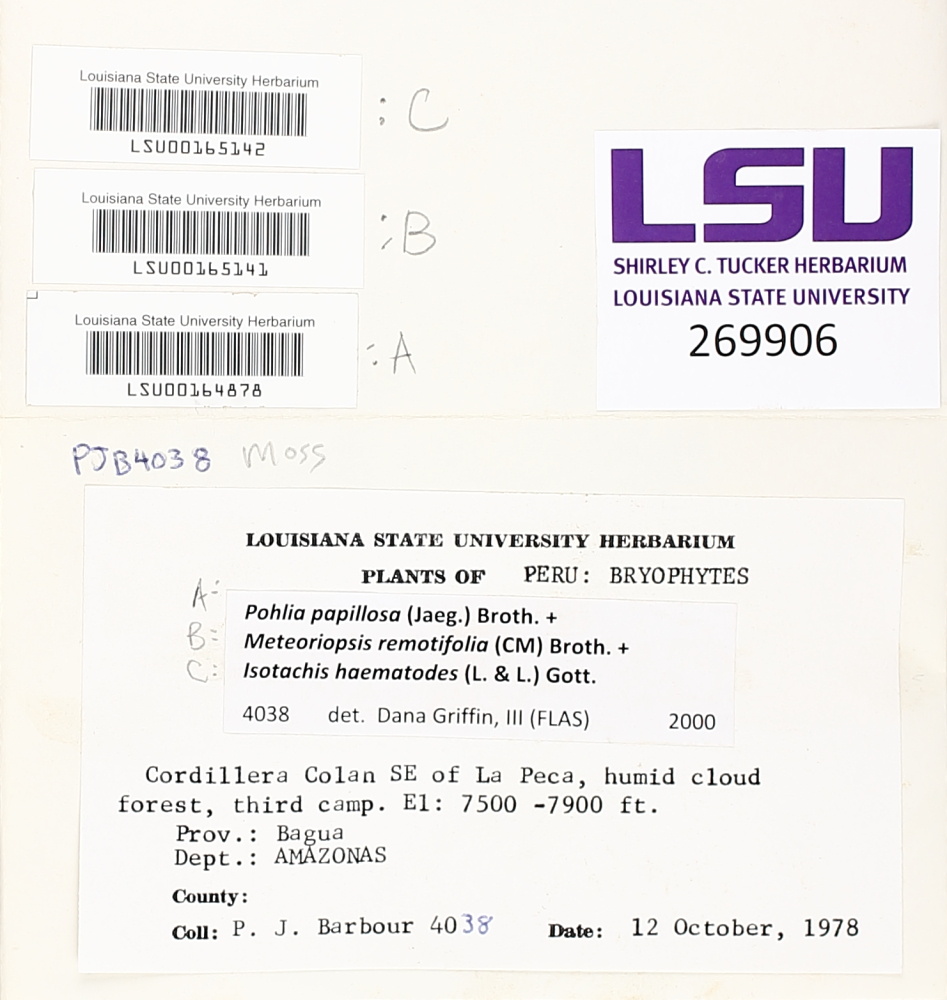 Louisiana State University Herbarium
LSU00165142
: C
Louisiana State University Herbarium
LSU00165141
: B
Louisiana State University Herbarium
LSU00164878
: A
LSU
SHIRLEY C. TUCKER HERBARIUM
LOUISIANA STATE UNIVERSITY
269906
PJB4038 Moss
LOUISIANA STATE UNIVERSITY HERBARIUM
PLANTS OF PERU: BRYOPHYTES
A: Pohlia papillosa (Jaeg.) Broth. +
B: Meteoriopsis remotifolia (CM) Broth. +
C: Isotachis haematodes (L. & L.) Gott.
4038 det. Dana Griffin, III (FLAS) 2000
Cordillera Colan SE of La Peca, humid cloud
forest, third camp. El: 7500 -7900 ft.
Prov.: Bagua
Dept.: AMAZONAS
County:
Coll: P. J. Barbour 4038 Date: 12 October, 1978